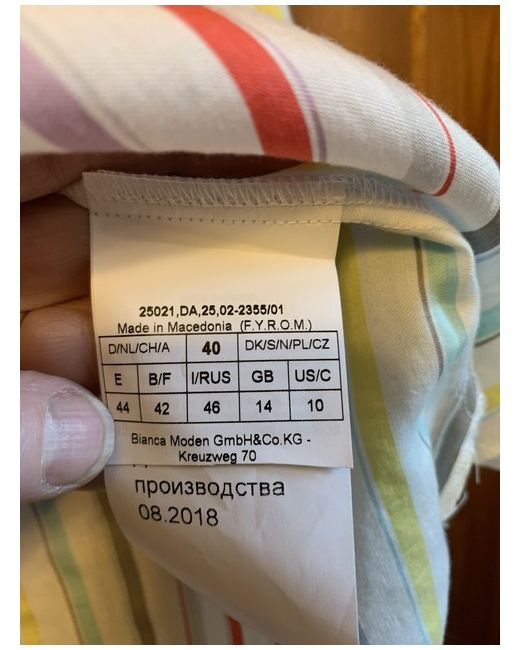 25021,DA,25,02-2355/01
Made in Macedonia (F.Y.R.O.M.)
D/NL/CH/A 40 DK/S/N/PL/CZ
E B/F I/RUS GB US/C
44 42 46 14 10
Bianca Moden GmbH&Co.KG -
Kreuzweg 70
производства
08.2018